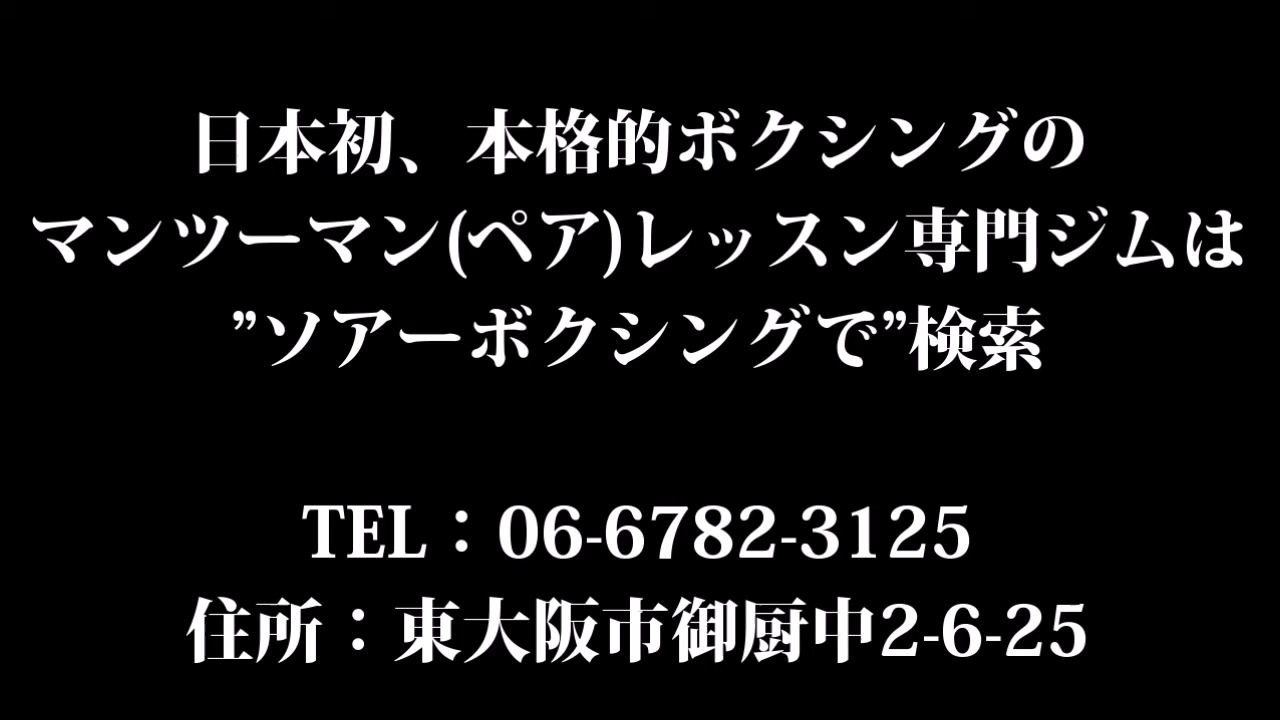 日本初、本格的ボクシングの
マンツーマン(ペア)レッスン専門ジムは
”ソアーボクシングで”検索
TEL：06-6782-3125
住所：東大阪市御厨中2-6-25